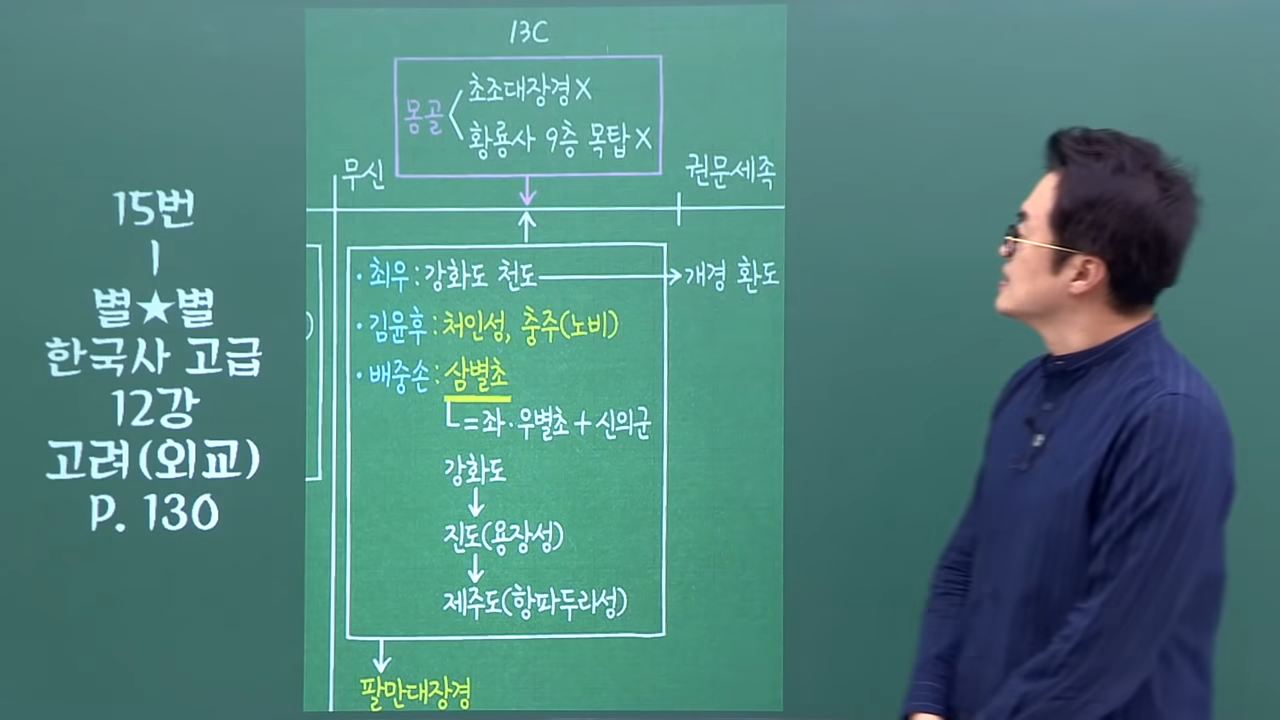 15번
|
별★별
한국사 고급
12강
고려(외교)
P. 130
13C
몽골
초조대장경X
황룡사 9층 목탑X
무신
권문세족
·최우:강화도 천도
개경 환도
·김윤후:처인성, 충주(노비)
·배중손:삼별초
=좌·우별초+신의군
강화도
↓
진도(용장성)
↓
제주도(항파두리성)
팔만대장경